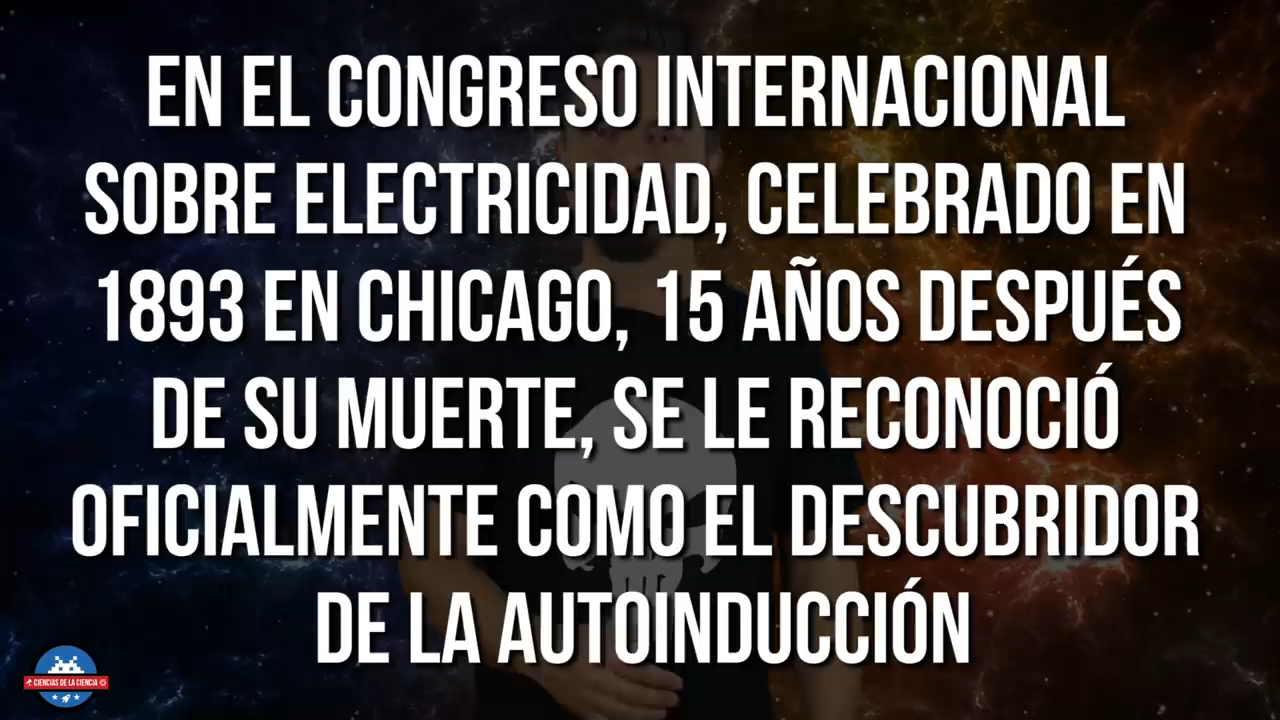 EN EL CONGRESO INTERNACIONAL
SOBRE ELECTRICIDAD, CELEBRADO EN
1893 EN CHICAGO, 15 AÑOS DESPUÉS
DE SU MUERTE, SE LE RECONOCIÓ
OFICIALMENTE COMO EL DESCUBRIDOR
DE LA AUTOINDUCCIÓN
CIENCIAS DE LA CIENCIA